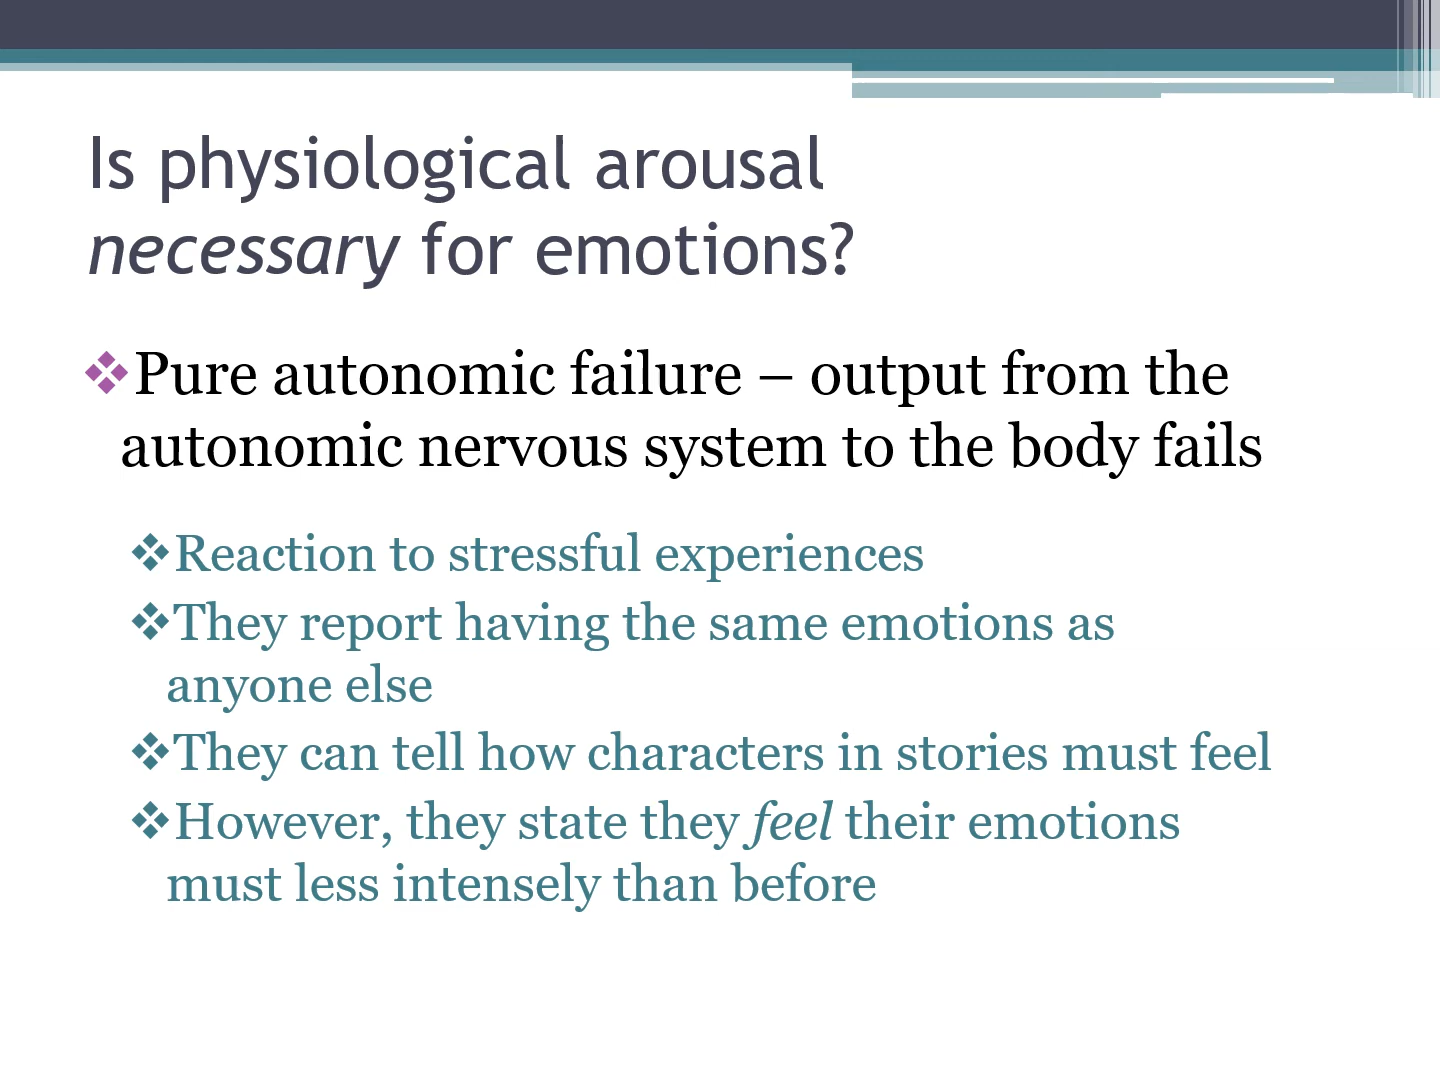 Is physiological arousal
necessary for emotions?
❖Pure autonomic failure – output from the
autonomic nervous system to the body fails
❖Reaction to stressful experiences
❖They report having the same emotions as
anyone else
❖They can tell how characters in stories must feel
❖However, they state they feel their emotions
must less intensely than before